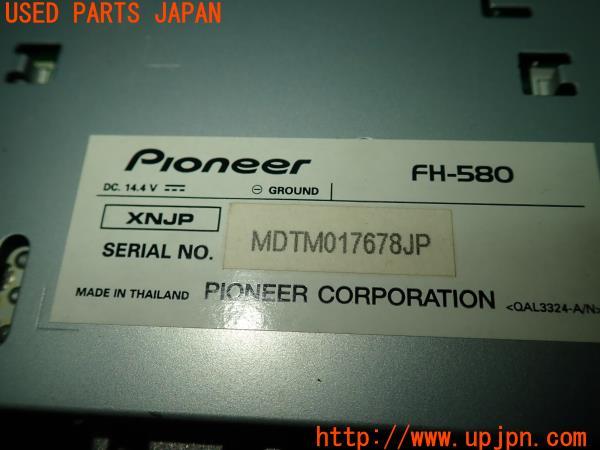 USED PARTS JAPAN
Pioneer
FH-580
DC. 14.4 V ⎓
⊖ GROUND
XNJP
SERIAL NO. MDTM017678JP
MADE IN THAILAND PIONEER CORPORATION <QAL3324-A/N>
http://www.upjpn.com/